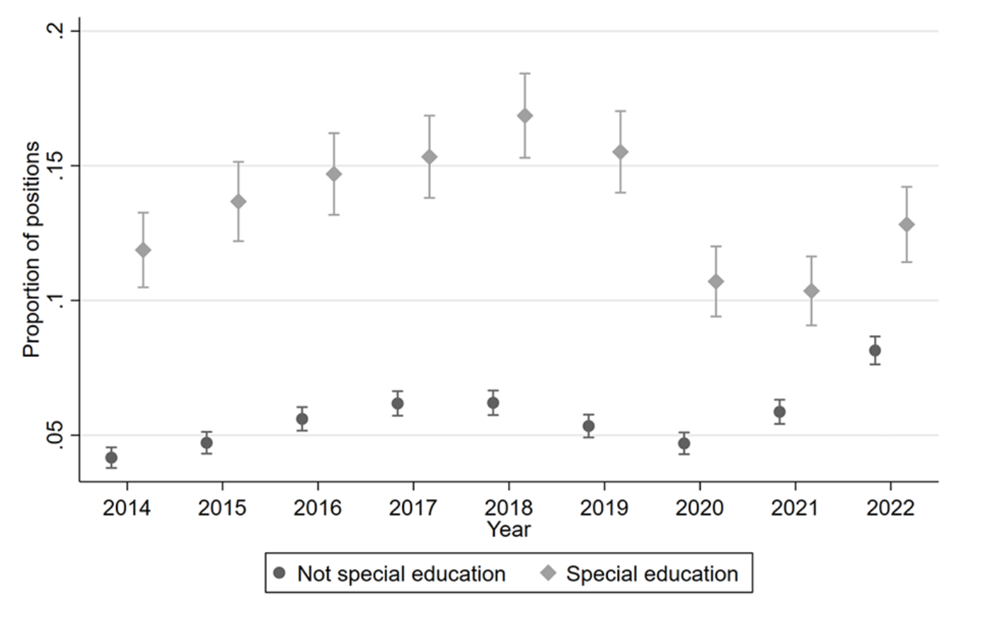 Proportion of positions
.2
.15
.1
.05
2014 2015 2016 2017 2018 2019 2020 2021 2022
Year
Not special education Special education